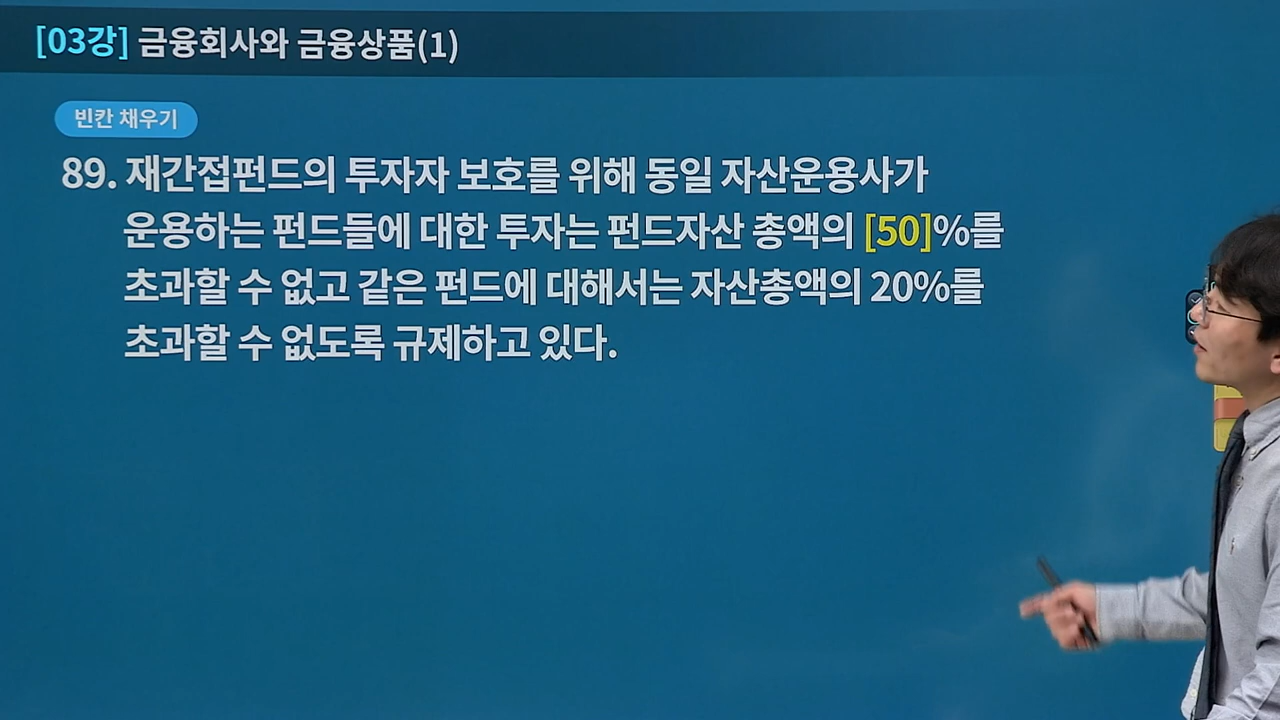 [03강] 금융회사와 금융상품(1)
빈칸 채우기
89. 재간접펀드의 투자자 보호를 위해 동일 자산운용사가
운용하는 펀드들에 대한 투자는 펀드자산 총액의 [50]%를
초과할 수 없고 같은 펀드에 대해서는 자산총액의 20%를
초과할 수 없도록 규제하고 있다.